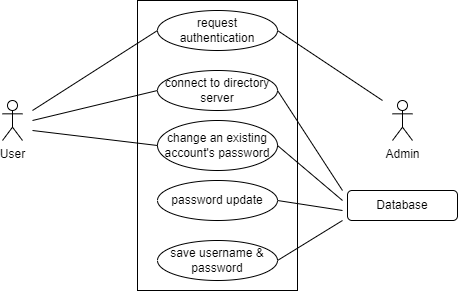 request
authentication
connect to directory
server
change an existing
account's password
User
Admin
password update
Database
save username &
password